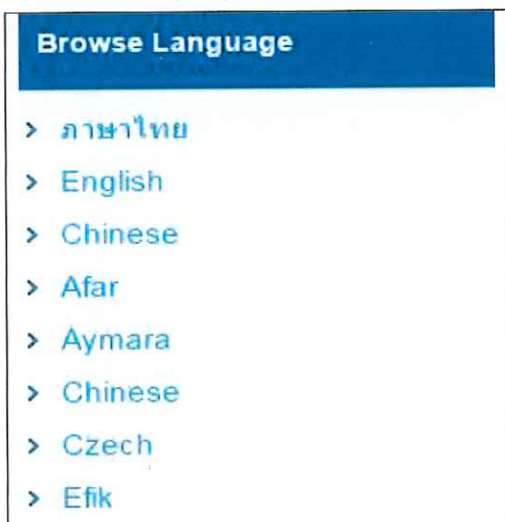 Browse Language
> ภาษาไทย
> English
> Chinese
> Afar
> Aymara
> Chinese
> Czech
> Efik